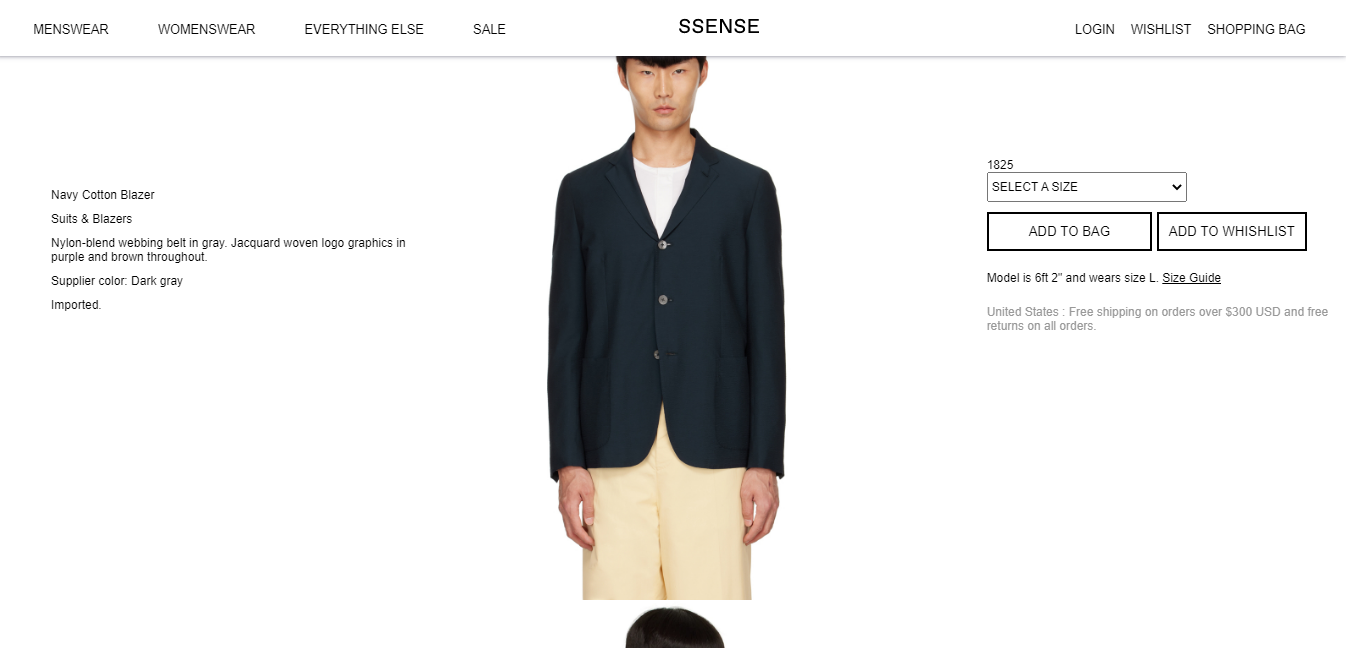 MENSWEAR WOMENSWEAR EVERYTHING ELSE SALE SSENSE LOGIN WISHLIST SHOPPING BAG
Navy Cotton Blazer
Suits & Blazers
Nylon-blend webbing belt in gray. Jacquard woven logo graphics in
purple and brown throughout.
Supplier color: Dark gray
Imported.
1825
SELECT A SIZE
ADD TO BAG ADD TO WHISHLIST
Model is 6ft 2" and wears size L. Size Guide
United States : Free shipping on orders over $300 USD and free
returns on all orders.